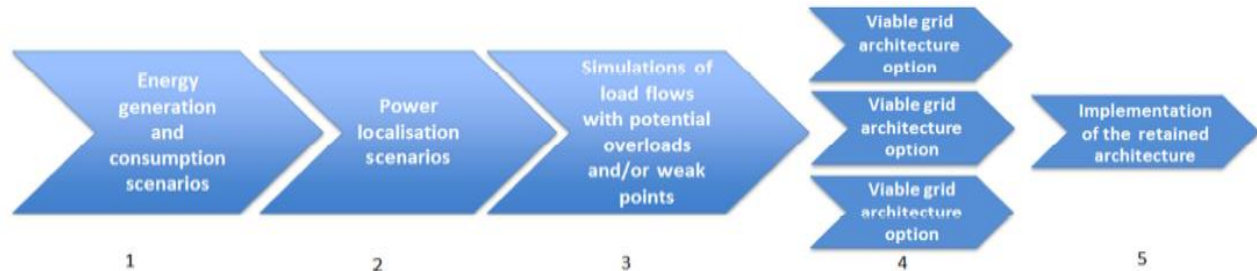 Energy
generation
and
consumption
scenarios
Power
localisation
scenarios
Simulations of
load flows
with potential
overloads
and/or weak
points
Viable grid
architecture
option
Viable grid
architecture
option
Viable grid
architecture
option
Implementation
of the retained
architecture
1
2
3
4
5